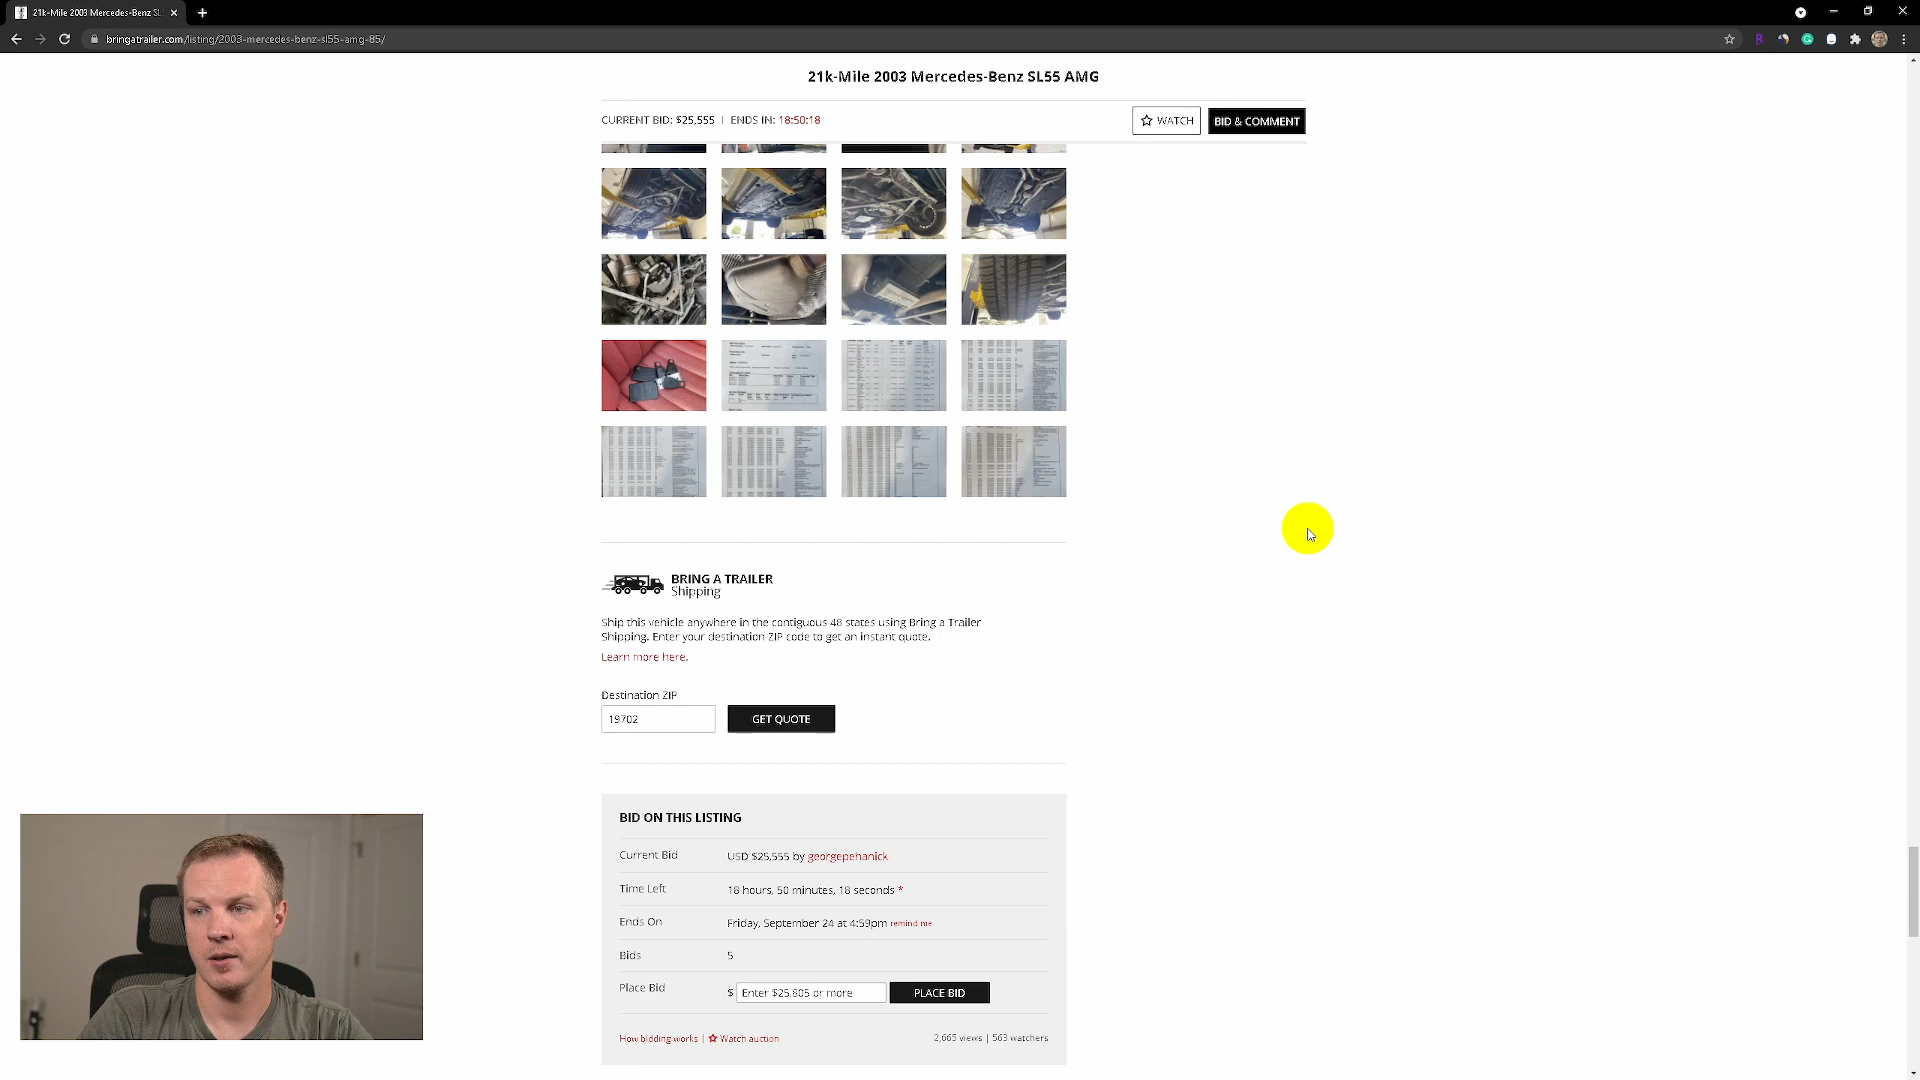 21k-Mile 2003 Mercedes-Benz SL
bringatrailer.com/listing/2003-mercedes-benz-sl55-amg-85/
21k-Mile 2003 Mercedes-Benz SL55 AMG
CURRENT BID: $25,555 | ENDS IN: 18:50:18
WATCH
BID & COMMENT
BRING A TRAILER
Shipping
Ship this vehicle anywhere in the contiguous 48 states using Bring a Trailer
Shipping. Enter your destination ZIP code to get an instant quote.
Learn more here.
Destination ZIP
19702
GET QUOTE
BID ON THIS LISTING
Current Bid
USD $25,555 by georgepehanick
Time Left
18 hours, 50 minutes, 18 seconds *
Ends On
Friday, September 24 at 4:59pm remind me
Bids
5
Place Bid
$ Enter $25,805 or more
PLACE BID
How bidding works | Watch auction
2,665 views | 563 watchers